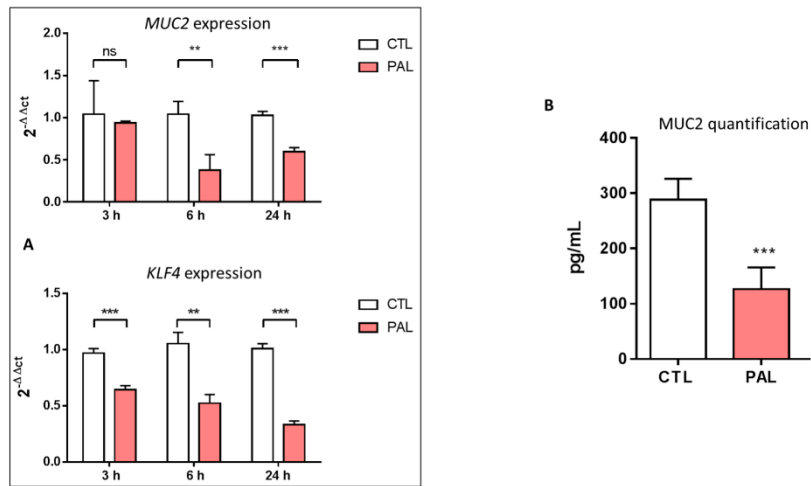 MUC2 expression
2.0
1.5
1.0
0.5
0.0
2^-Δ Δct
ns
**
***
CTL
PAL
3 h 6 h 24 h
A
KLF4 expression
1.5
1.0
0.5
0.0
2^-Δ Δct
***
**
***
CTL
PAL
3 h 6 h 24 h
B
MUC2 quantification
400
300
200
100
0
pg/mL
***
CTL PAL